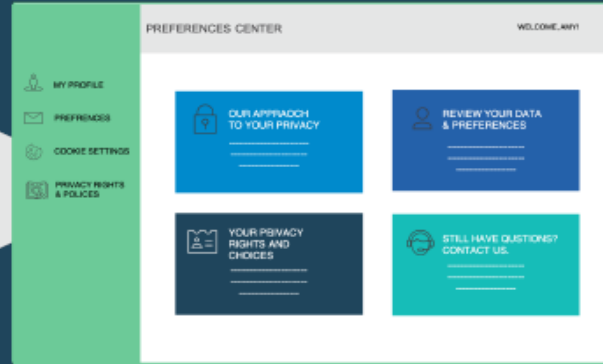 PREFERENCES CENTER
WELCOME, AMY!
MY PROFILE
PREFRENCES
COOKIE SETTINGS
PRIVACY RIGHTS
& POLICES
OUR APPRAOCH
TO YOUR PRIVACY
REVIEW YOUR DATA
& PREFERENCES
YOUR PRIVACY
RIGHTS AND
CHOICES
STILL HAVE QUSTIONS?
CONTACT US.